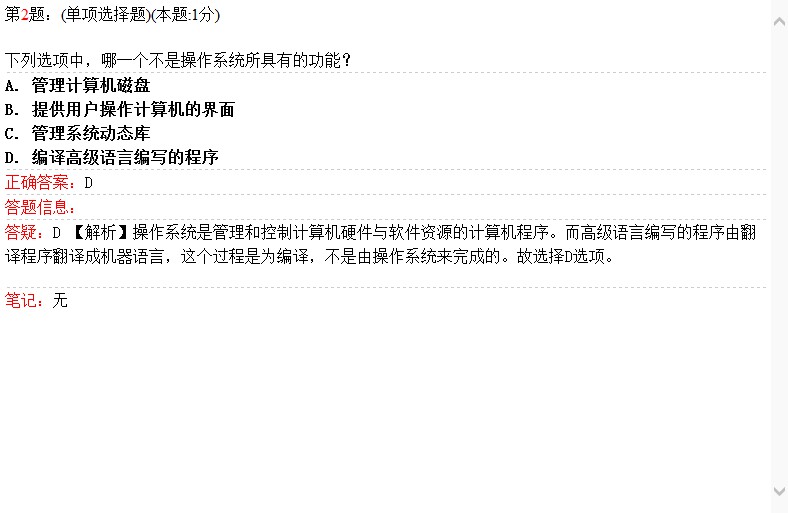 第2题：(单项选择题)(本题:1分)
下列选项中，哪一个不是操作系统所具有的功能？
A. 管理计算机磁盘
B. 提供用户操作计算机的界面
C. 管理系统动态库
D. 编译高级语言编写的程序
正确答案：D
答题信息：
答疑：D 【解析】操作系统是管理和控制计算机硬件与软件资源的计算机程序。而高级语言编写的程序由翻
译程序翻译成机器语言，这个过程是为编译，不是由操作系统来完成的。故选择D选项。
笔记：无